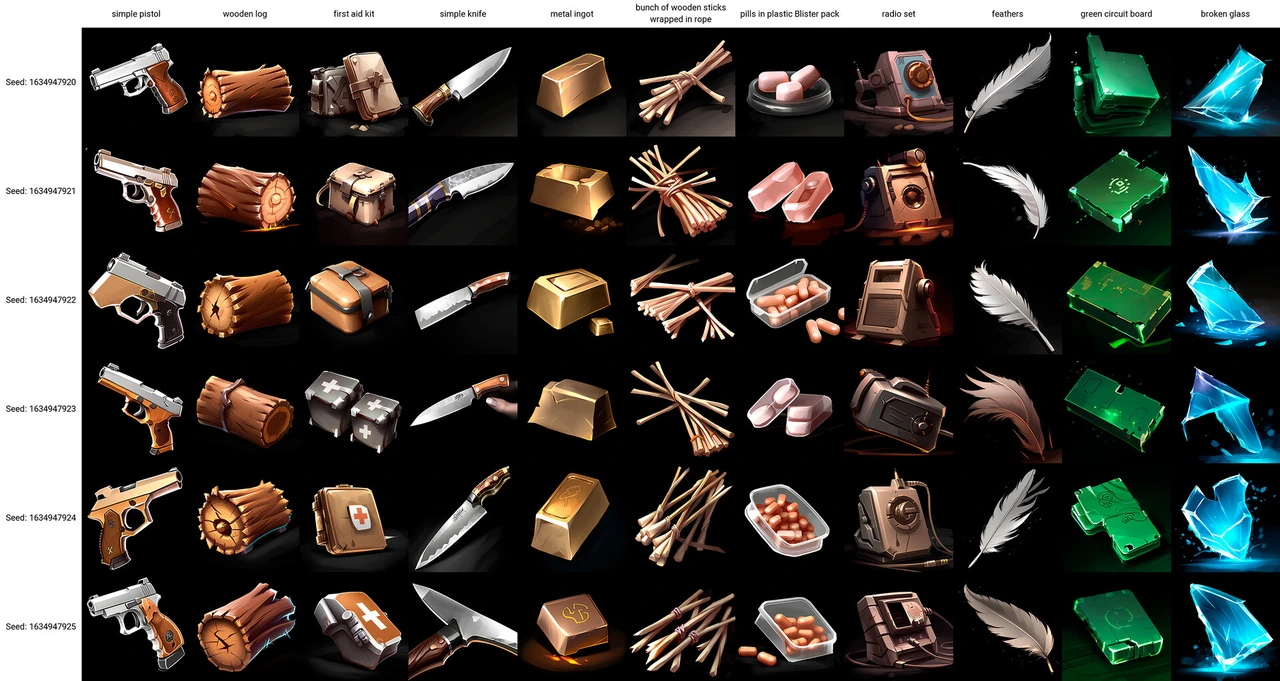 simple pistol
wooden log
first aid kit
simple knife
metal ingot
bunch of wooden sticks
wrapped in rope
pills in plastic Blister pack
radio set
feathers
green circuit board
broken glass
Seed: 1634947920
Seed: 1634947921
Seed: 1634947922
Seed: 1634947923
Seed: 1634947924
Seed: 1634947925